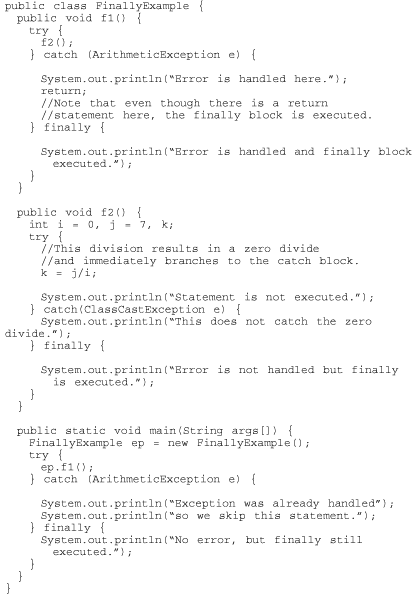 public class FinallyExample {
  public void f1() {
    try {
      f2();
    } catch (ArithmeticException e) {

      System.out.println(“Error is handled here.”);
      return;
      //Note that even though there is a return
      //statement here, the finally block is executed.
    } finally {

      System.out.println(“Error is handled and finally block
        executed.”);
    }
  }

  public void f2() {
    int i = 0, j = 7, k;
    try {
      //This division results in a zero divide
      //and immediately branches to the catch block.
      k = j/i;

      System.out.println(“Statement is not executed.”);
    } catch(ClassCastException e) {
      System.out.println(“This does not catch the zero
divide.”);
    } finally {

      System.out.println(“Error is not handled but finally
        is executed.”);
    }
  }

  public static void main(String args[]) {
    FinallyExample ep = new FinallyExample();
    try {
      ep.f1();
    } catch (ArithmeticException e) {

      System.out.println(“Exception was already handled”);
      System.out.println(“so we skip this statement.”);
    } finally {
      System.out.println(“No error, but finally still
        executed.”);
    }
  }
}